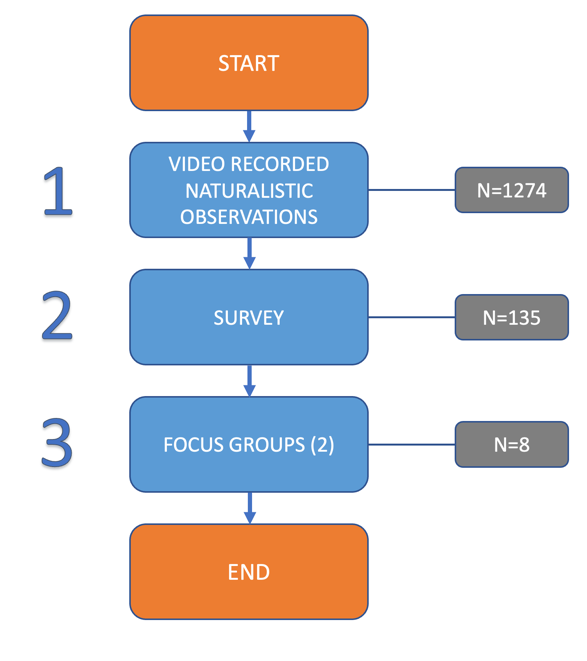 START
1
VIDEO RECORDED
NATURALISTIC
OBSERVATIONS
N=1274
2
SURVEY
N=135
3
FOCUS GROUPS (2)
N=8
END